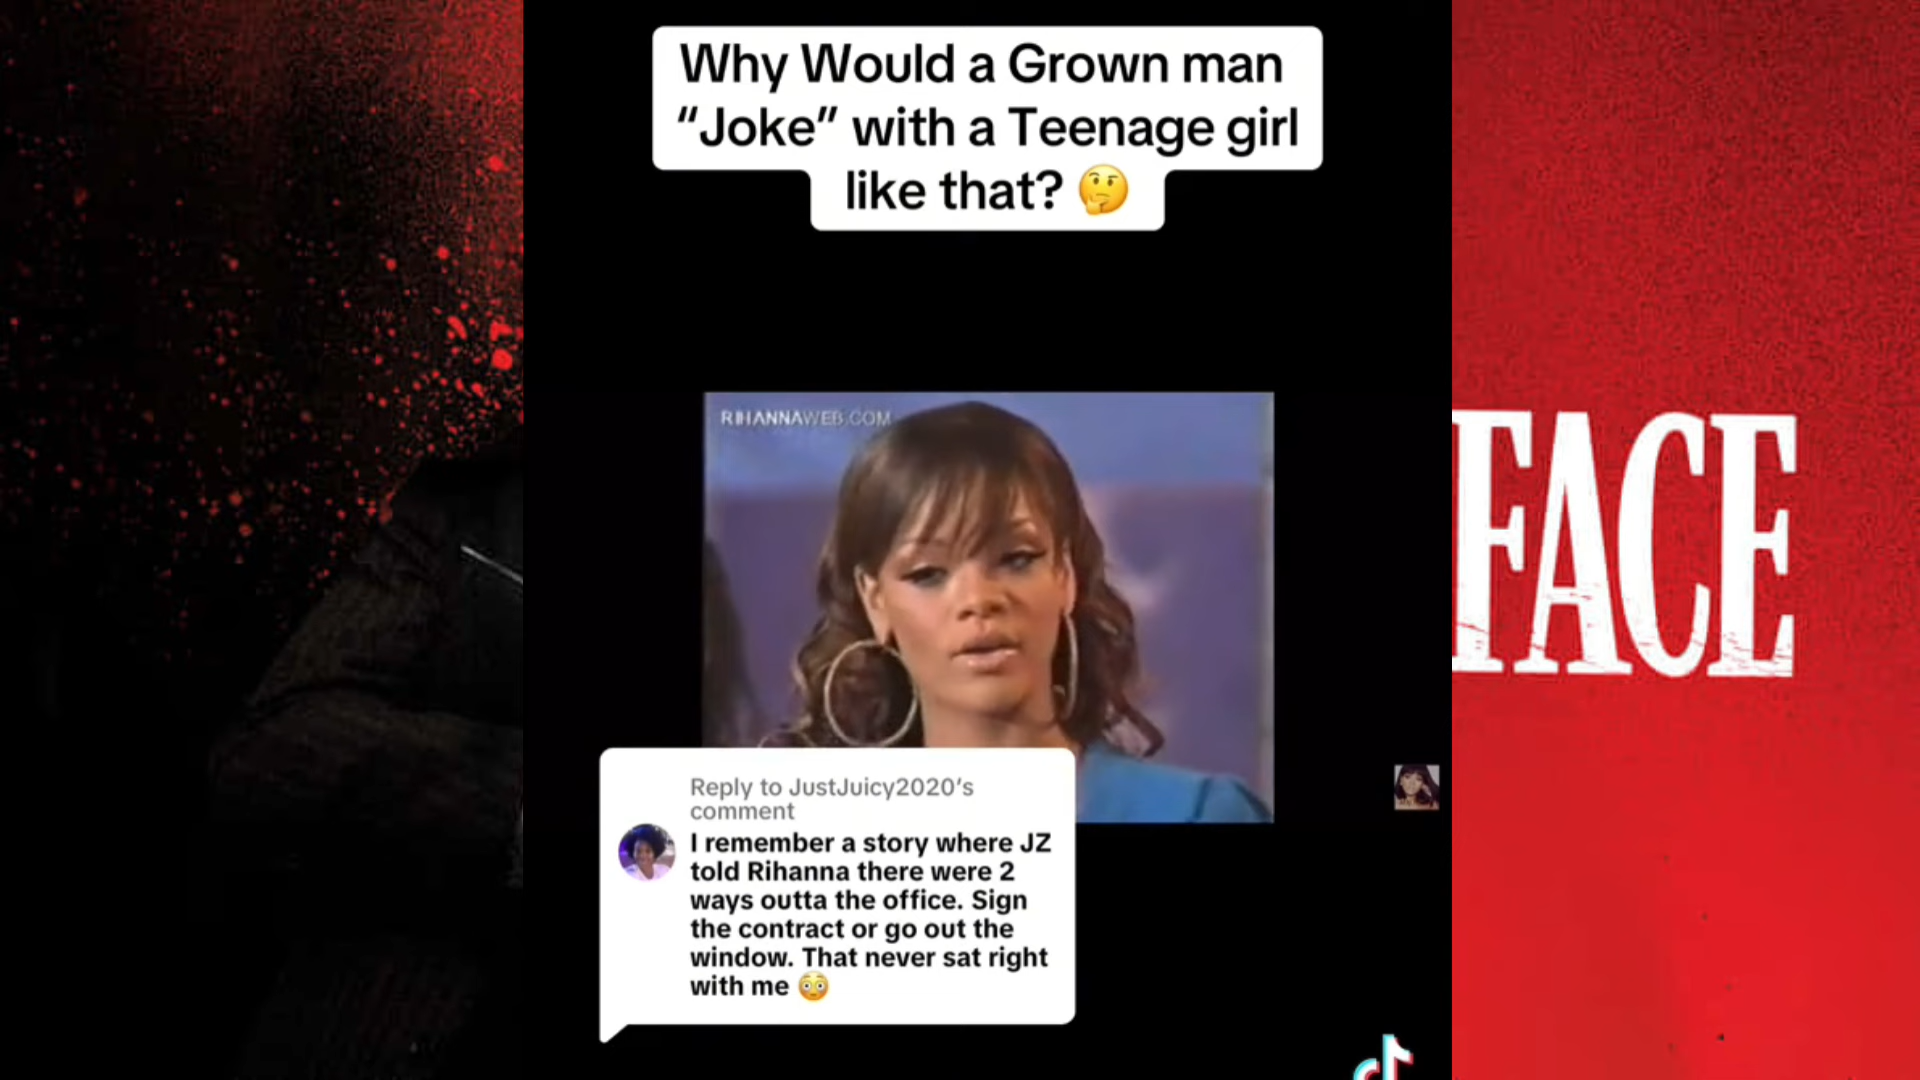 Why Would a Grown man
“Joke” with a Teenage girl
like that? 🤔
RIHANNAWEB.COM
FACE
Reply to JustJuicy2020’s
comment
I remember a story where JZ
told Rihanna there were 2
ways outta the office. Sign
the contract or go out the
window. That never sat right
with me 😳